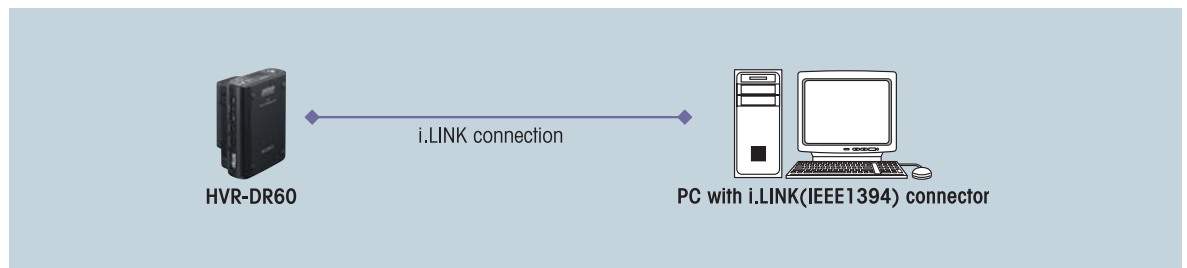 i.LINK connection
HVR-DR60
PC with i.LINK(IEEE1394) connector